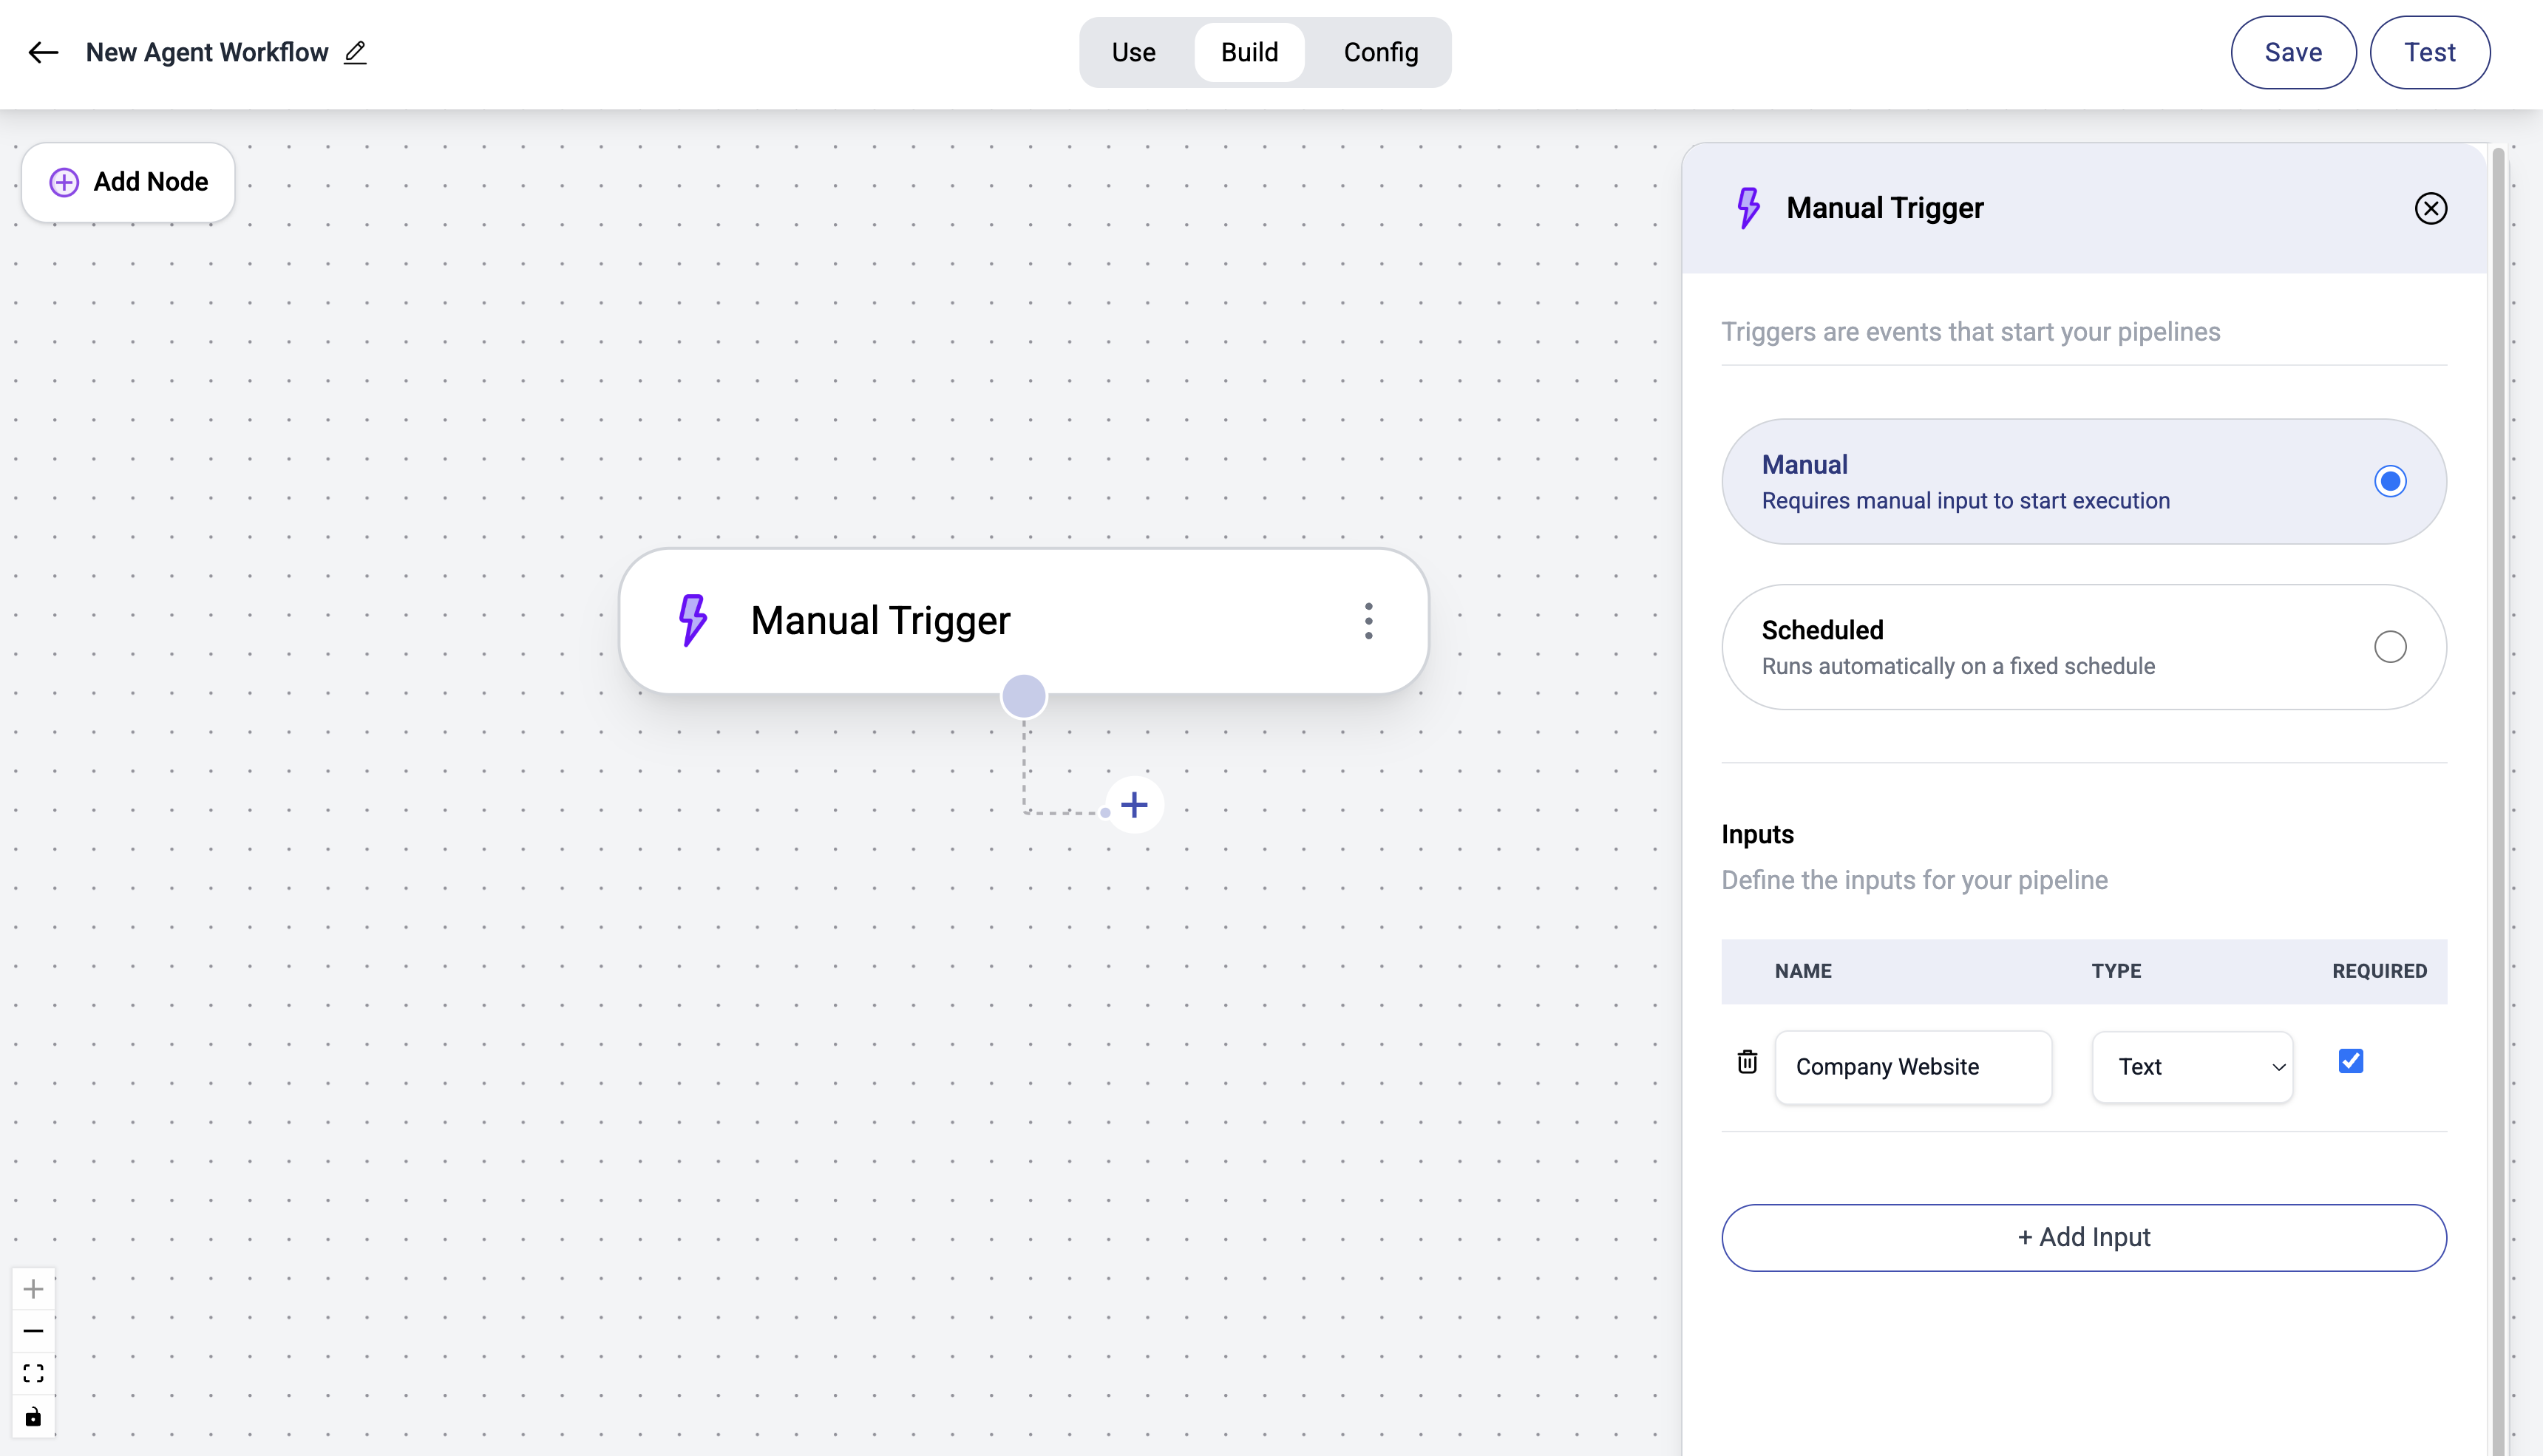 New Agent Workflow
Use
Build
Config
Save
Test
Add Node
Manual Trigger
Manual Trigger
Triggers are events that start your pipelines
Manual
Requires manual input to start execution
Scheduled
Runs automatically on a fixed schedule
Inputs
Define the inputs for your pipeline
NAME TYPE REQUIRED
Company Website Text
+ Add Input